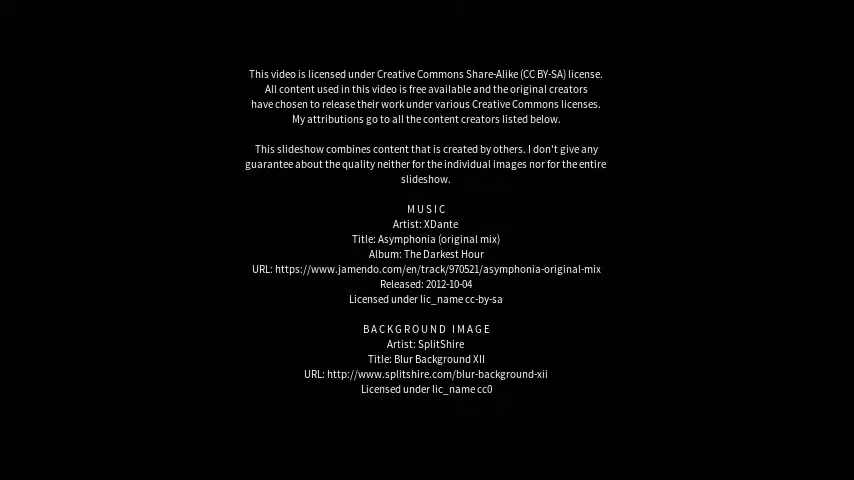 This video is licensed under Creative Commons Share-Alike (CC BY-SA) license.
All content used in this video is free available and the original creators
have chosen to release their work under various Creative Commons licenses.
My attributions go to all the content creators listed below.
This slideshow combines content that is created by others. I don't give any
guarantee about the quality neither for the individual images nor for the entire
slideshow.
MUSIC
Artist: XDante
Title: Asymphonia (original mix)
Album: The Darkest Hour
URL: https://www.jamendo.com/en/track/970521/asymphonia-original-mix
Released: 2012-10-04
Licensed under lic_name cc-by-sa
BACKGROUND IMAGE
Artist: SplitShire
Title: Blur Background XII
URL: http://www.splitshire.com/blur-background-xii
Licensed under lic_name cc0